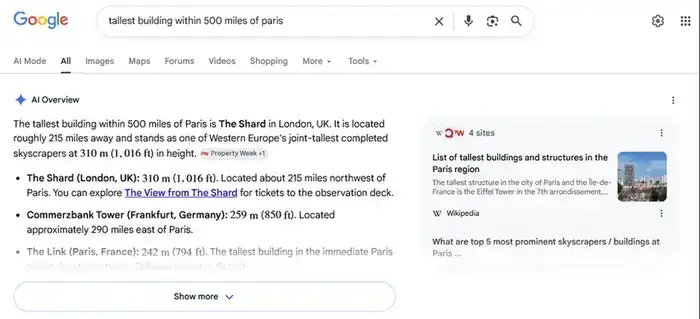 Google
tallest building within 500 miles of paris
AI Mode All Images Maps Forums Videos Shopping More Tools
AI Overview
The tallest building within 500 miles of Paris is The Shard in London, UK. It is located
roughly 215 miles away and stands as one of Western Europe's joint-tallest completed
skyscrapers at 310 m (1,016 ft) in height. Property Week +1
• The Shard (London, UK): 310 m (1,016 ft). Located about 215 miles northwest of
Paris. You can explore The View from The Shard for tickets to the observation deck.
• Commerzbank Tower (Frankfurt, Germany): 259 m (850 ft). Located
approximately 290 miles east of Paris.
• The Link (Paris, France): 242 m (794 ft). The tallest building in the immediate Paris
Show more
4 sites
List of tallest buildings and structures in the
Paris region
The tallest structure in the city of Paris and the Île-de-
France is the Eiffel Tower in the 7th arrondissement,...
W Wikipedia
What are top 5 most prominent skyscrapers / buildings at
Paris ...